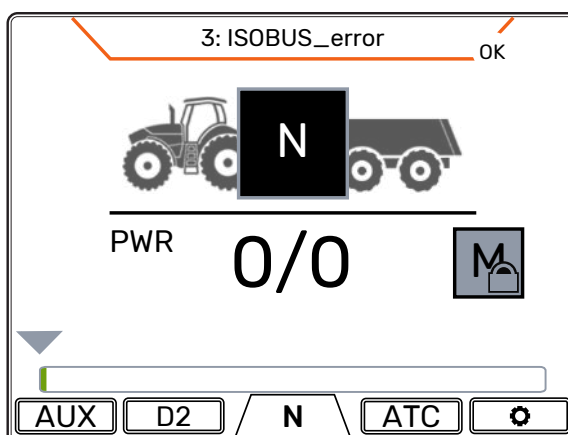 3: ISOBUS_error
OK
N
PWR
0/0
M
AUX
D2
N
ATC